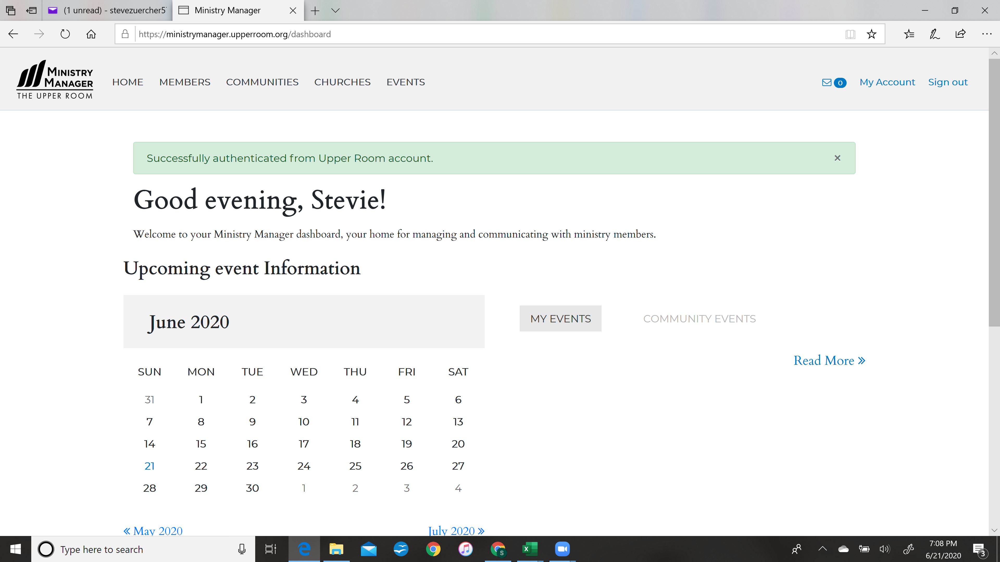 (1 unread) - stevezuercher5
Ministry Manager
https://ministrymanager.upperroom.org/dashboard
MINISTRY
MANAGER
THE UPPER ROOM
HOME MEMBERS COMMUNITIES CHURCHES EVENTS
0 My Account Sign out
Successfully authenticated from Upper Room account. ×
Good evening, Stevie!
Welcome to your Ministry Manager dashboard, your home for managing and communicating with ministry members.
Upcoming event Information
June 2020
MY EVENTS COMMUNITY EVENTS
Read More »
SUN MON TUE WED THU FRI SAT
31 1 2 3 4 5 6
7 8 9 10 11 12 13
14 15 16 17 18 19 20
21 22 23 24 25 26 27
28 29 30 1 2 3 4
« May 2020 July 2020 »
Type here to search
S
X
7:08 PM
6/21/2020
3